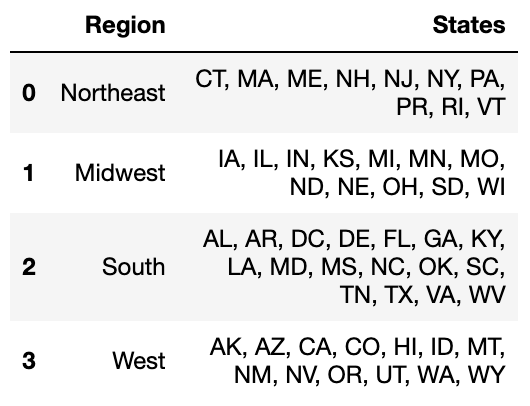 Region States
0 Northeast CT, MA, ME, NH, NJ, NY, PA,
PR, RI, VT
1 Midwest IA, IL, IN, KS, MI, MN, MO,
ND, NE, OH, SD, WI
2 South AL, AR, DC, DE, FL, GA, KY,
LA, MD, MS, NC, OK, SC,
TN, TX, VA, WV
3 West AK, AZ, CA, CO, HI, ID, MT,
NM, NV, OR, UT, WA, WY